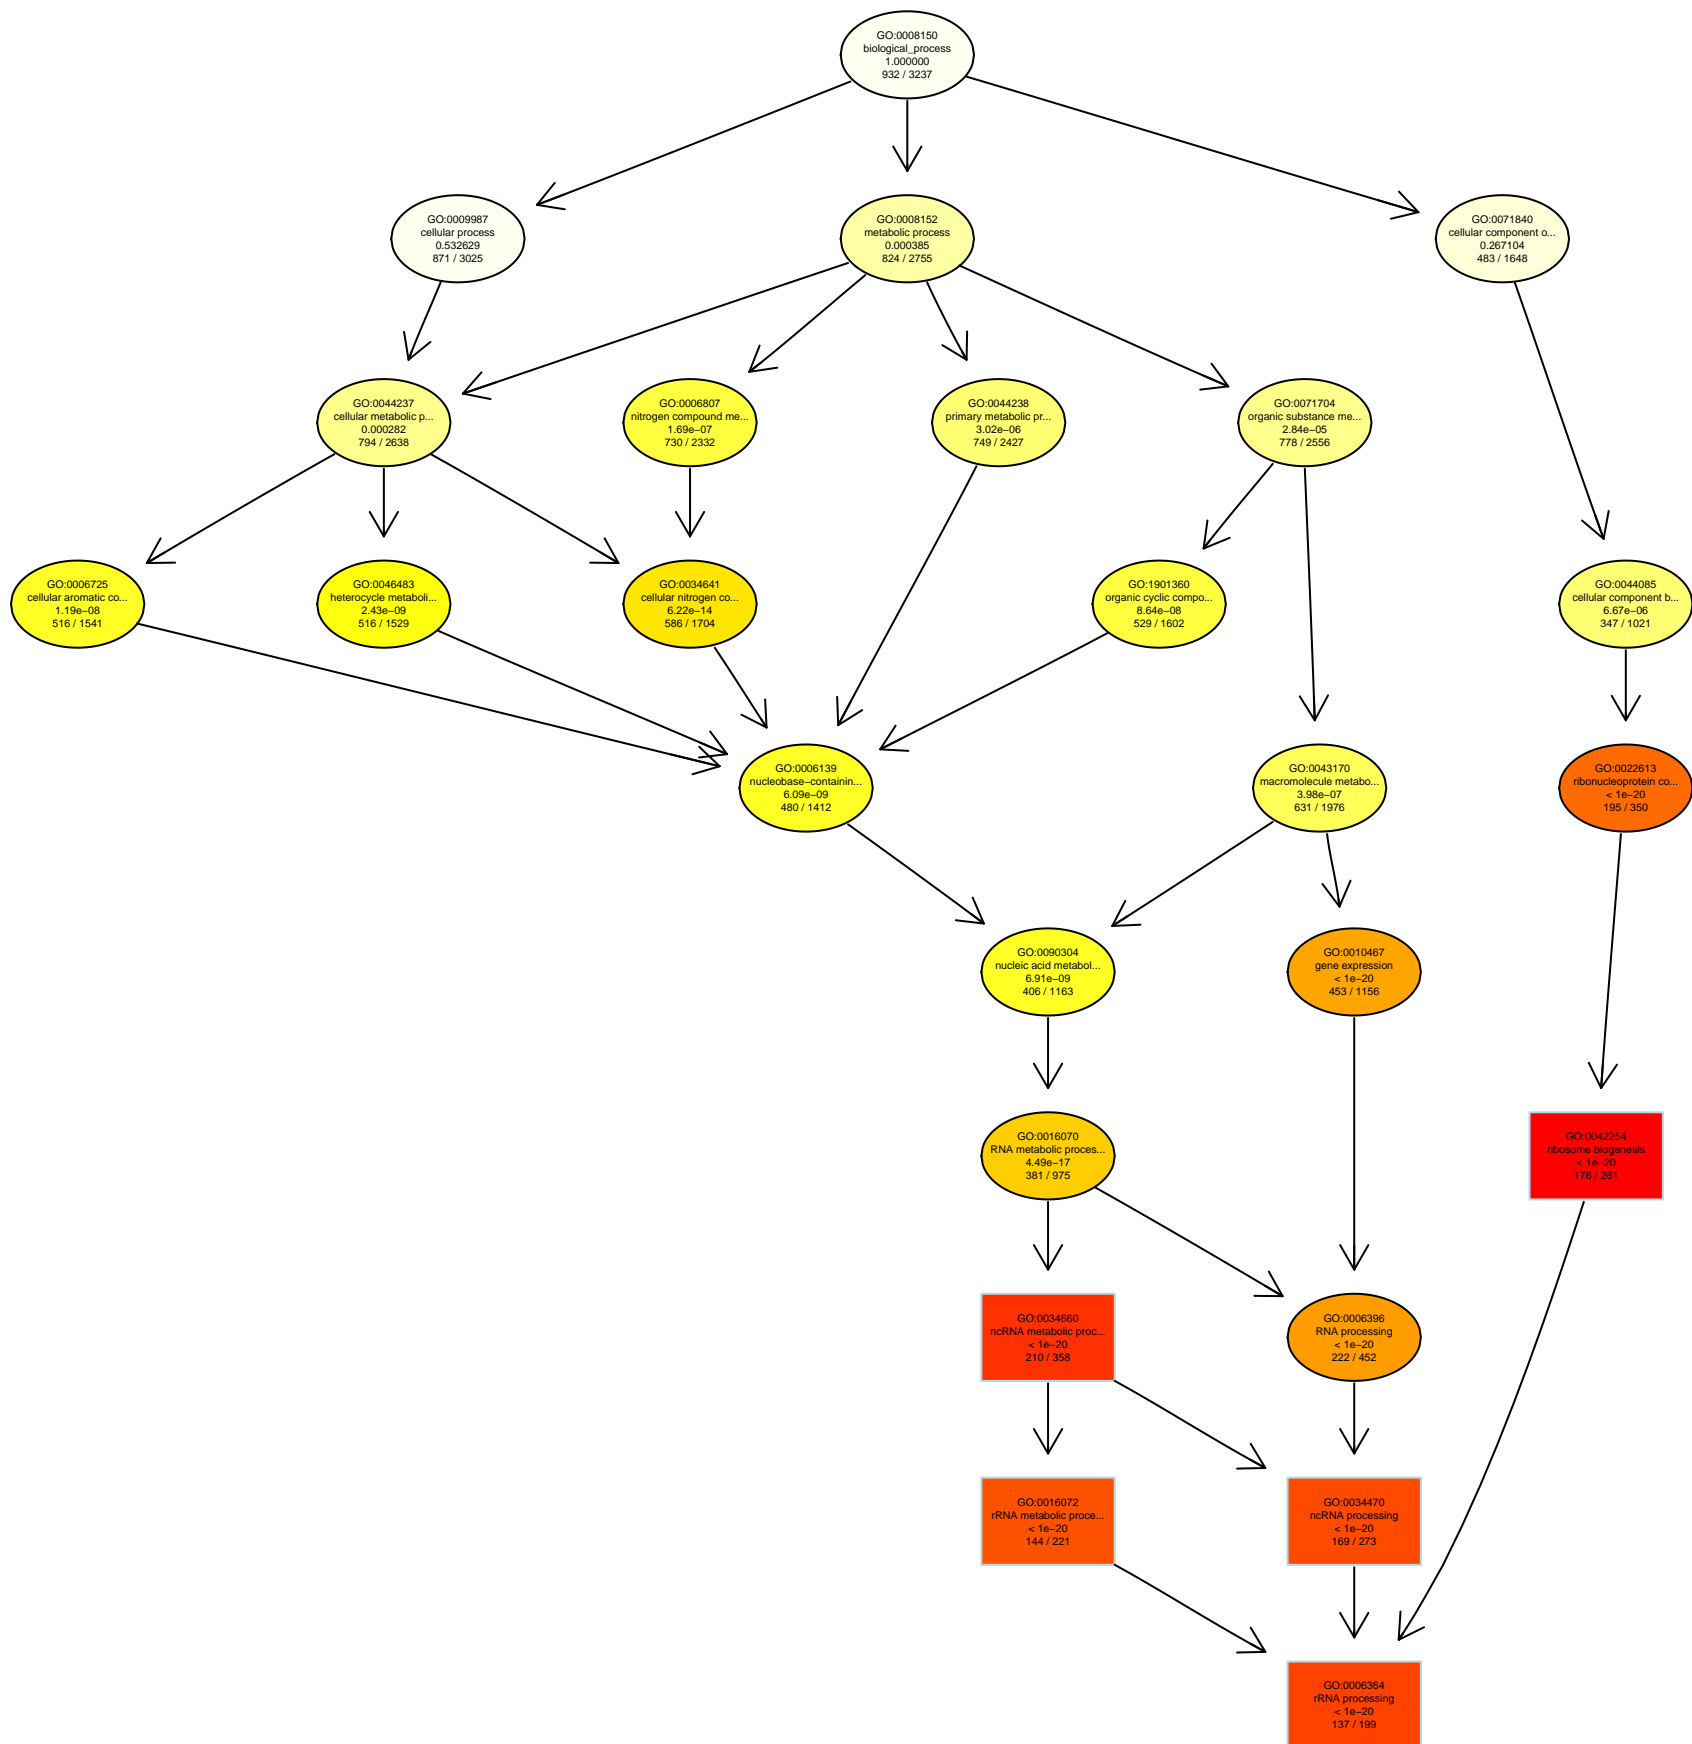 GO:0008150
biological_process
1.000000
932 / 3237
GO:0009987
cellular process
0.532629
871 / 3025
GO:0008152
metabolic process
0.000385
824 / 2755
GO:0071840
cellular component o...
0.267104
483 / 1648
GO:0044237
cellular metabolic p...
0.000282
794 / 2638
GO:0006807
nitrogen compound me...
1.69e−07
730 / 2332
GO:0044238
primary metabolic pr...
3.02e−06
749 / 2427
GO:0071704
organic substance me...
2.84e−05
778 / 2556
GO:0006725
cellular aromatic co...
1.19e−08
516 / 1541
GO:0046483
heterocycle metaboli...
2.43e−09
516 / 1529
GO:0034641
cellular nitrogen co...
6.22e−14
586 / 1704
GO:1901360
organic cyclic compo...
8.64e−08
529 / 1602
GO:0044085
cellular component b...
6.67e−06
347 / 1021
GO:0006139
nucleobase−containin...
6.09e−09
480 / 1412
GO:0043170
macromolecule metabo...
3.98e−07
631 / 1976
GO:0022613
ribonucleoprotein co...
< 1e−20
195 / 350
GO:0090304
nucleic acid metabol...
6.91e−09
406 / 1163
GO:0010467
gene expression
< 1e−20
453 / 1156
GO:0016070
RNA metabolic proces...
4.49e−17
381 / 975
GO:0042254
ribosome biogenesis
< 1e−20
176 / 261
GO:0034660
ncRNA metabolic proc...
< 1e−20
210 / 358
GO:0006396
RNA processing
< 1e−20
222 / 452
GO:0016072
rRNA metabolic proce...
< 1e−20
144 / 221
GO:0034470
ncRNA processing
< 1e−20
169 / 273
GO:0006364
rRNA processing
< 1e−20
137 / 199